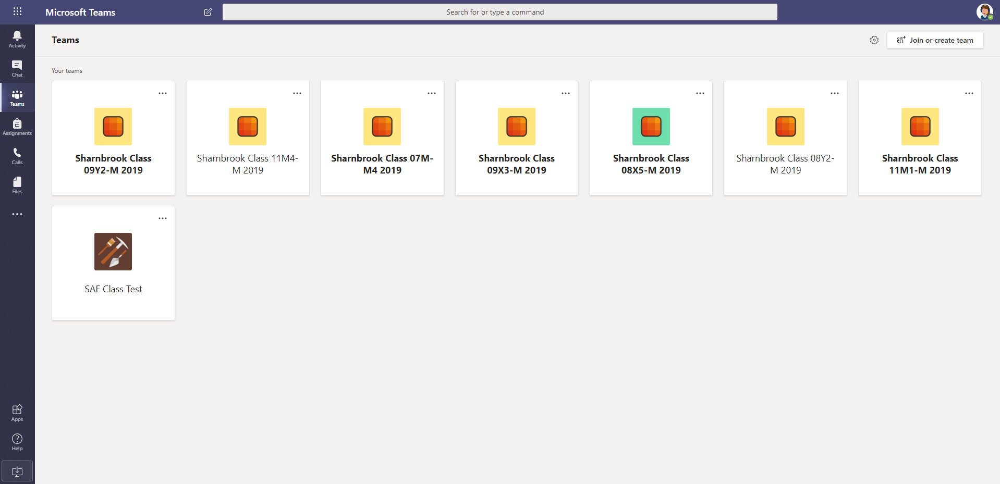 Microsoft Teams
Search for or type a command
Activity
Chat
Teams
Assignments
Calls
Files
Apps
Help
Teams
Join or create team
Your teams
Sharnbrook Class
09Y2-M 2019
Sharnbrook Class 11M4-
M 2019
Sharnbrook Class 07M-
M4 2019
Sharnbrook Class
09X3-M 2019
Sharnbrook Class
08X5-M 2019
Sharnbrook Class 08Y2-
M 2019
Sharnbrook Class
11M1-M 2019
SAF Class Test